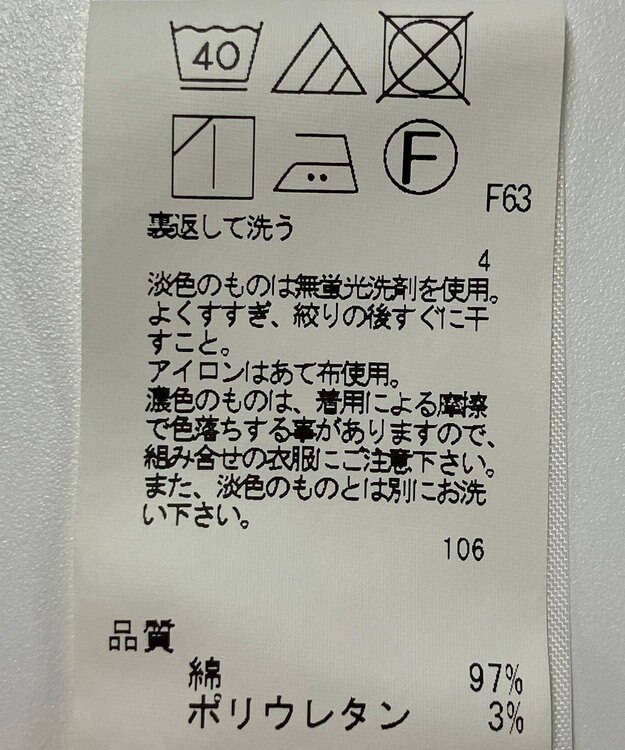 40
F
F63
裏返して洗う
4
淡色のものは無蛍光洗剤を使用。
よくすすぎ、絞りの後すぐに干
すこと。
アイロンはあて布使用。
濃色のものは、着用による摩擦
で色落ちする事がありますので、
組み合せの衣服にご注意下さい。
また、淡色のものとは別にお洗
い下さい。
106
品質
綿 97%
ポリウレタン 3%